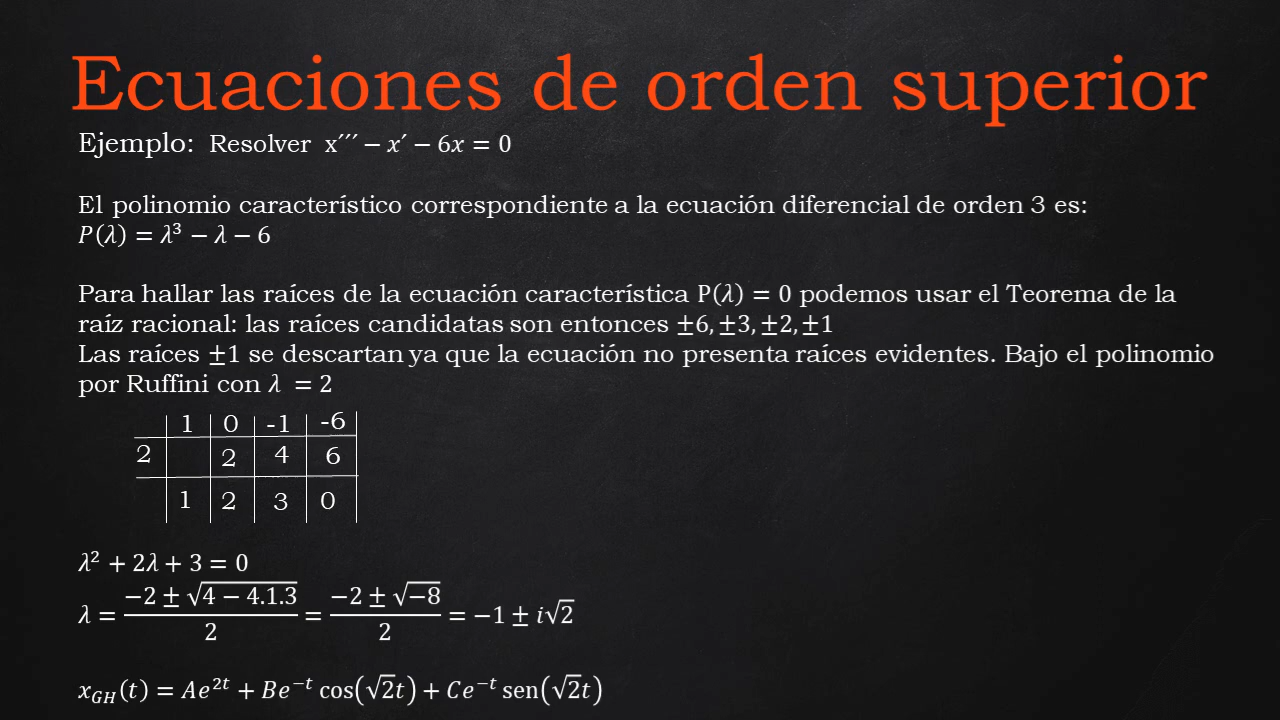 Ecuaciones de orden superior
Ejemplo: Resolver x´´´ − x´ − 6x = 0
El polinomio característico correspondiente a la ecuación diferencial de orden 3 es:
P(λ) = λ³ − λ − 6
Para hallar las raíces de la ecuación característica P(λ) = 0 podemos usar el Teorema de la
raíz racional: las raíces candidatas son entonces ±6, ±3, ±2, ±1
Las raíces ±1 se descartan ya que la ecuación no presenta raíces evidentes. Bajo el polinomio
por Ruffini con λ = 2
1 0 -1 -6
2 2 4 6
1 2 3 0
λ² + 2λ + 3 = 0
λ = (−2 ± √(4 − 4.1.3))/2 = (−2 ± √−8)/2 = −1 ± i√2
x_GH(t) = Ae^{2t} + Be^{−t} cos(√2t) + Ce^{−t} sen(√2t)